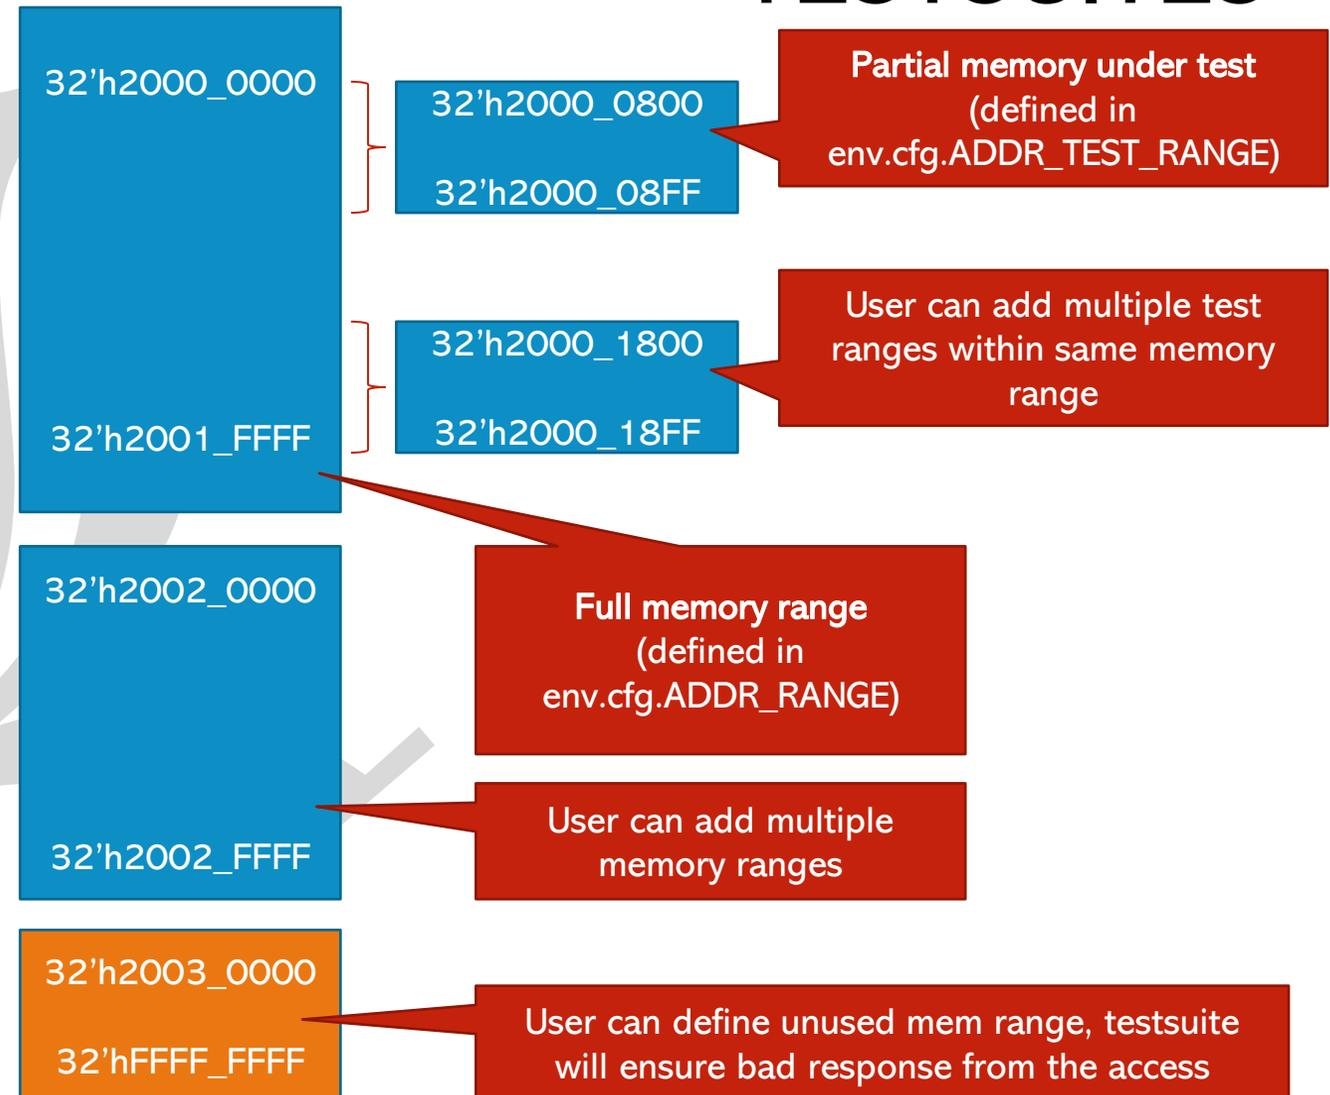 32’h2000_0000
32’h2000_0800
32’h2000_08FF
Partial memory under test
(defined in
env.cfg.ADDR_TEST_RANGE)
32’h2000_1800
32’h2000_18FF
User can add multiple test
ranges within same memory
range
32’h2001_FFFF
Full memory range
(defined in
env.cfg.ADDR_RANGE)
32’h2002_0000
32’h2002_FFFF
User can add multiple
memory ranges
32’h2003_0000
32’hFFFF_FFFF
User can define unused mem range, testsuite
will ensure bad response from the access